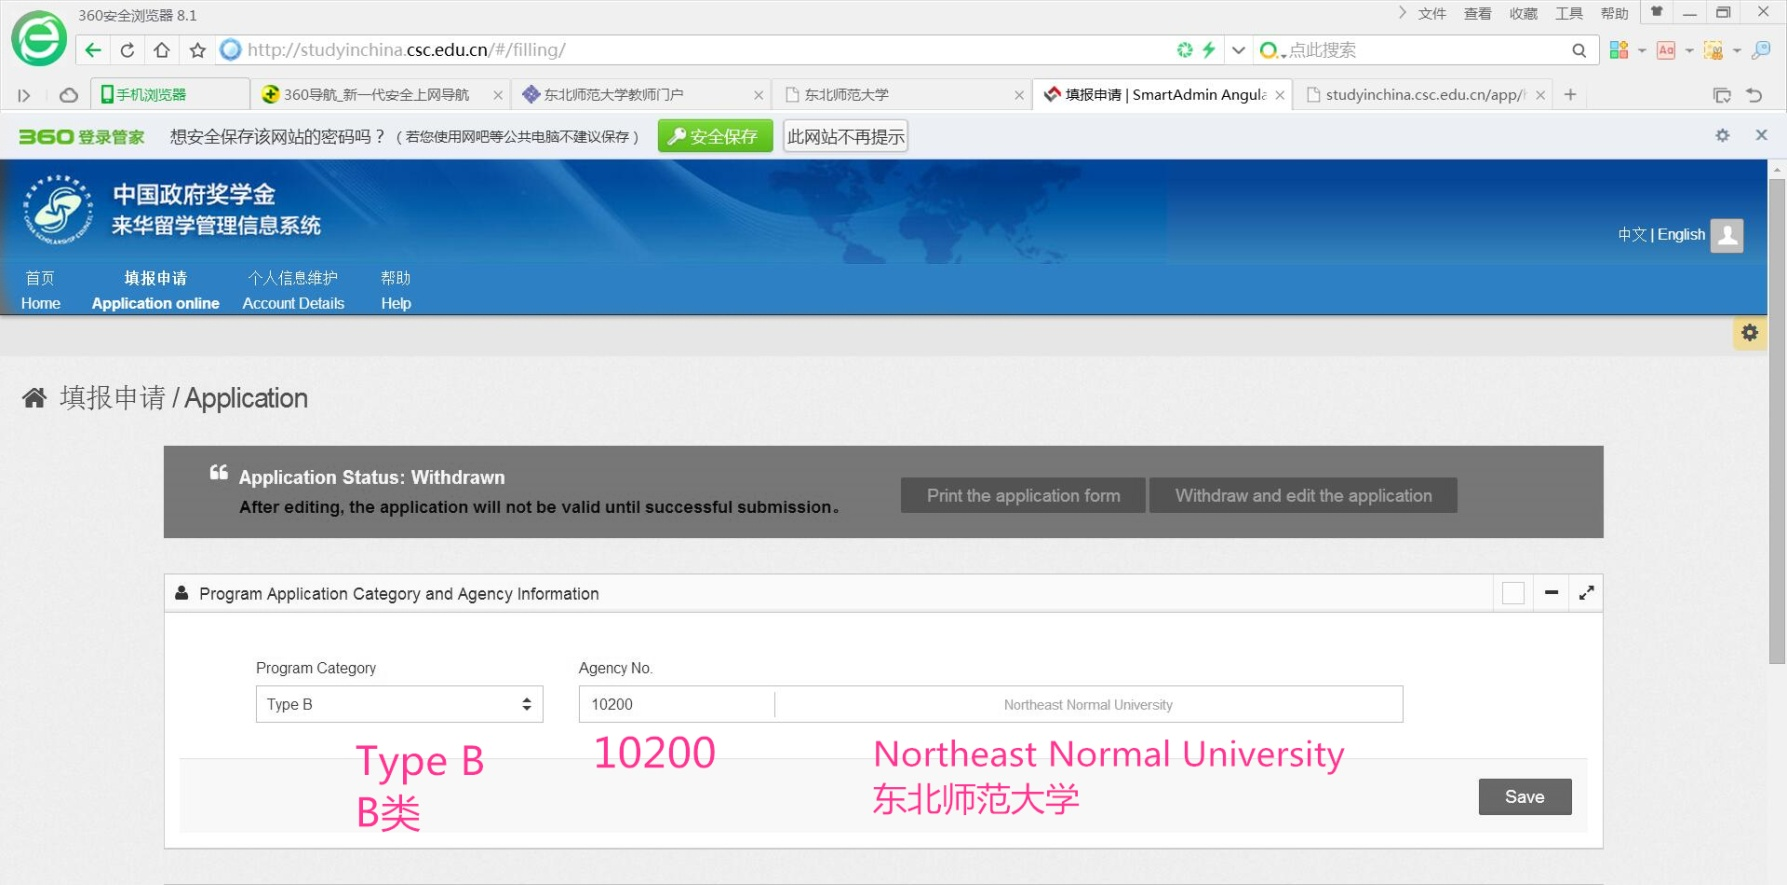 360安全浏览器 8.1
文件 查看 收藏 工具 帮助
http://studyinchina.csc.edu.cn/#/filling/
点此搜索
手机浏览器
360导航_新一代安全上网导航
东北师范大学教师门户
东北师范大学
填报申请 | SmartAdmin Angula
studyinchina.csc.edu.cn/app/
360登录管家 想安全保存该网站的密码吗？（若您使用网吧等公共电脑不建议保存） 安全保存 此网站不再提示
中国政府奖学金
来华留学管理信息系统
中文 | English
首页 填报申请 个人信息维护 帮助
Home Application online Account Details Help
填报申请 / Application
Application Status: Withdrawn
After editing, the application will not be valid until successful submission。
Print the application form Withdraw and edit the application
Program Application Category and Agency Information
Program Category Agency No.
Type B 10200 Northeast Normal University
Type B 10200 Northeast Normal University
B类 东北师范大学
Save